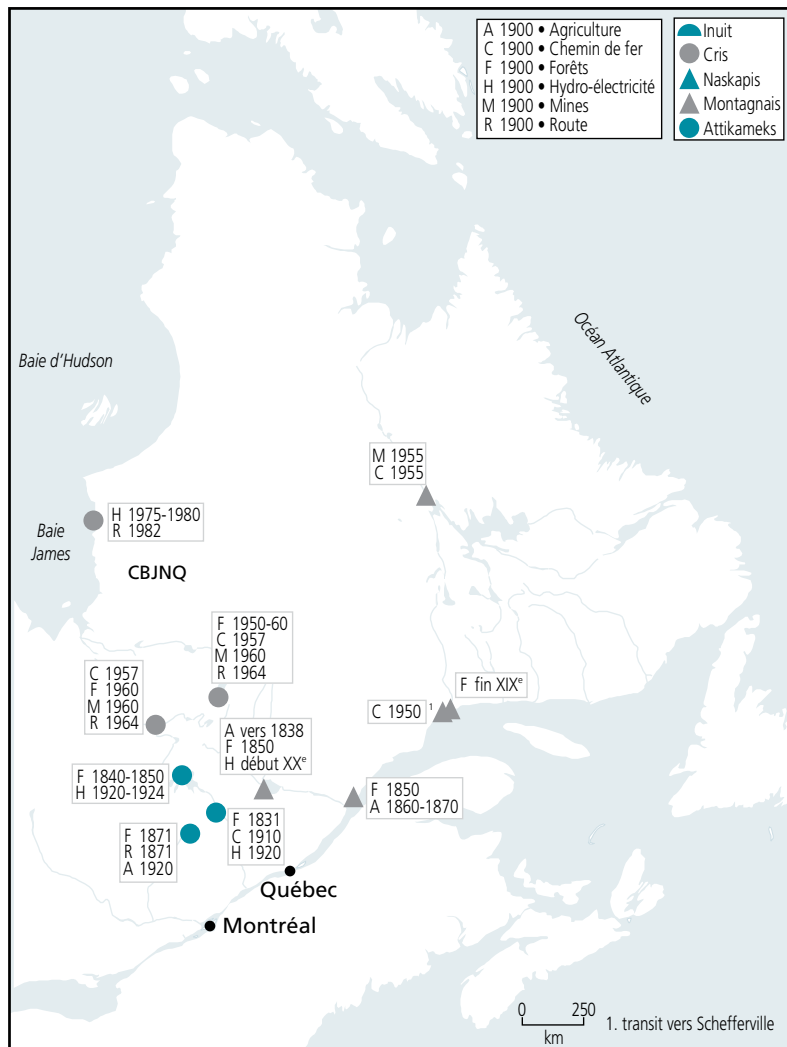 A 1900 • Agriculture
C 1900 • Chemin de fer
F 1900 • Forêts
H 1900 • Hydro-électricité
M 1900 • Mines
R 1900 • Route
Inuit
Cris
Naskapis
Montagnais
Attikameks
Océan Atlantique
Baie d'Hudson
M 1955
C 1955
H 1975-1980
R 1982
Baie
James
CBJNQ
F 1950-60
C 1957
M 1960
R 1964
C 1957
F 1960
M 1960
R 1964
F fin XIXᵉ
C 1950 ¹
A vers 1838
F 1850
H début XXᵉ
F 1840-1850
H 1920-1924
F 1850
A 1860-1870
F 1831
C 1910
H 1920
F 1871
R 1871
A 1920
Québec
Montréal
0 250
km
1. transit vers Schefferville